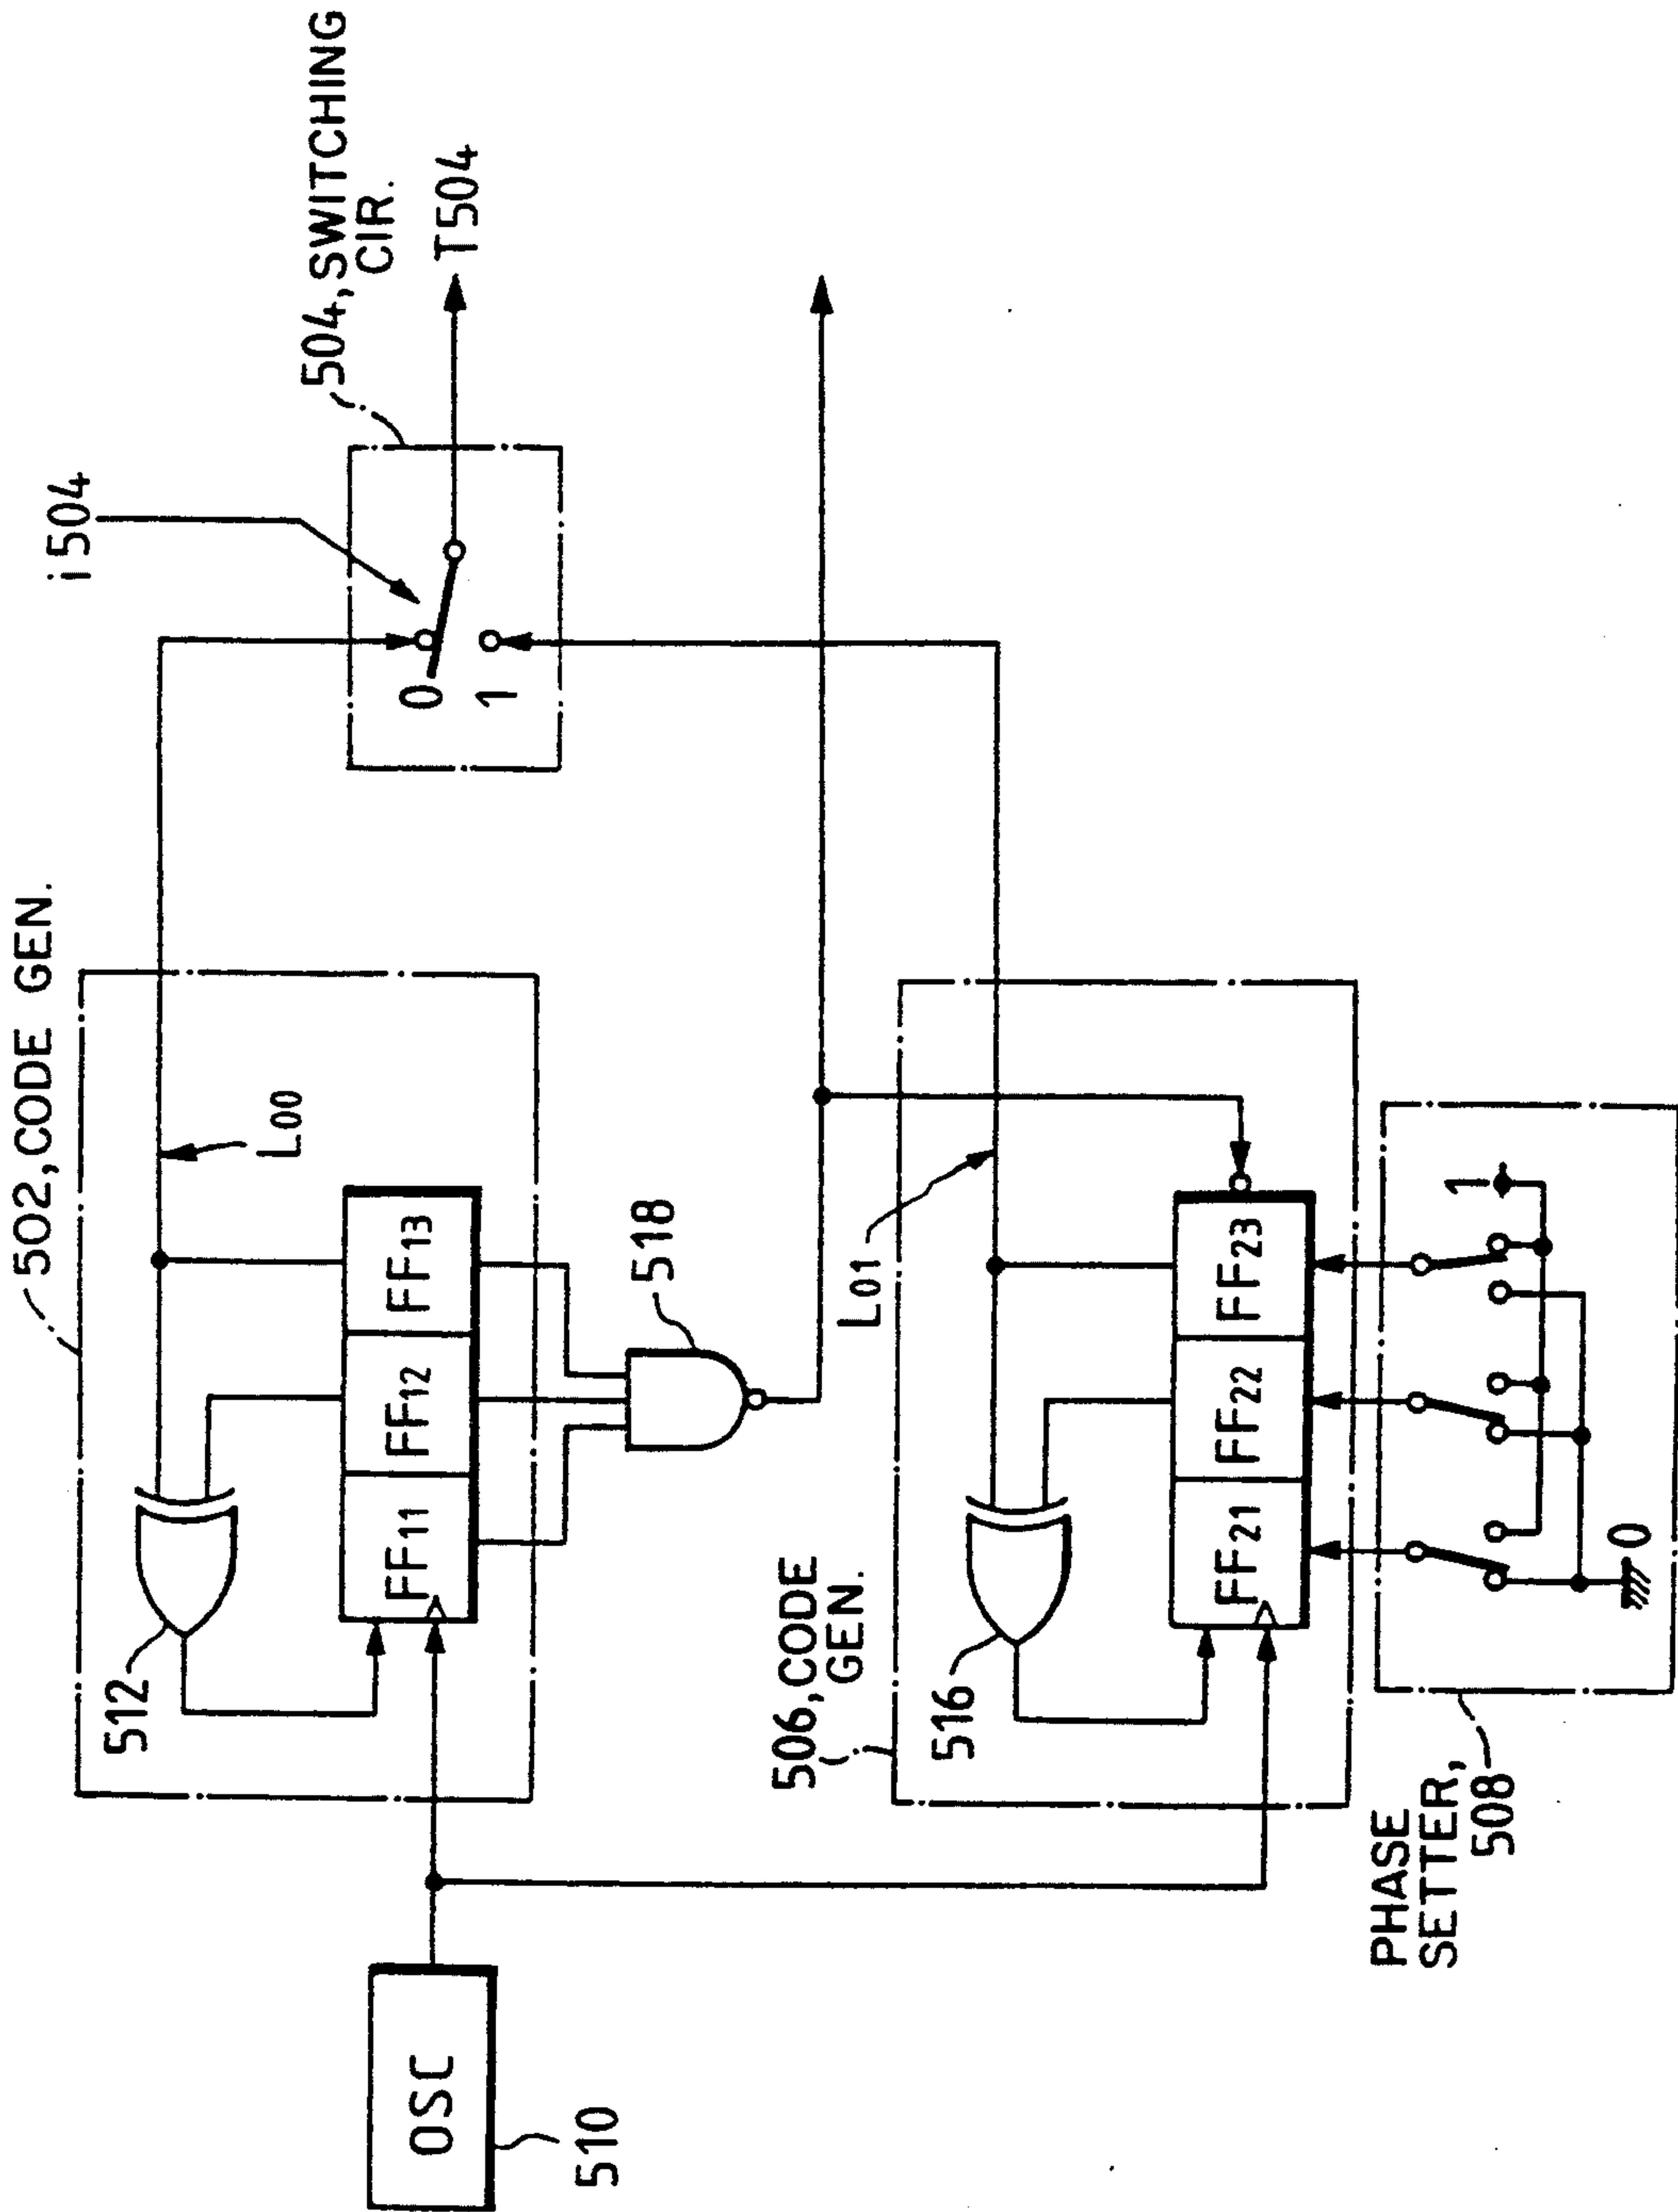 502, CODE GEN.
i504
504, SWITCHING
CIR.
T504
0
1
L00
512
FF11
FF12
FF13
518
OSC
510
506, CODE
GEN.
L01
516
FF21
FF22
FF23
PHASE
SETTER,
508
1
0